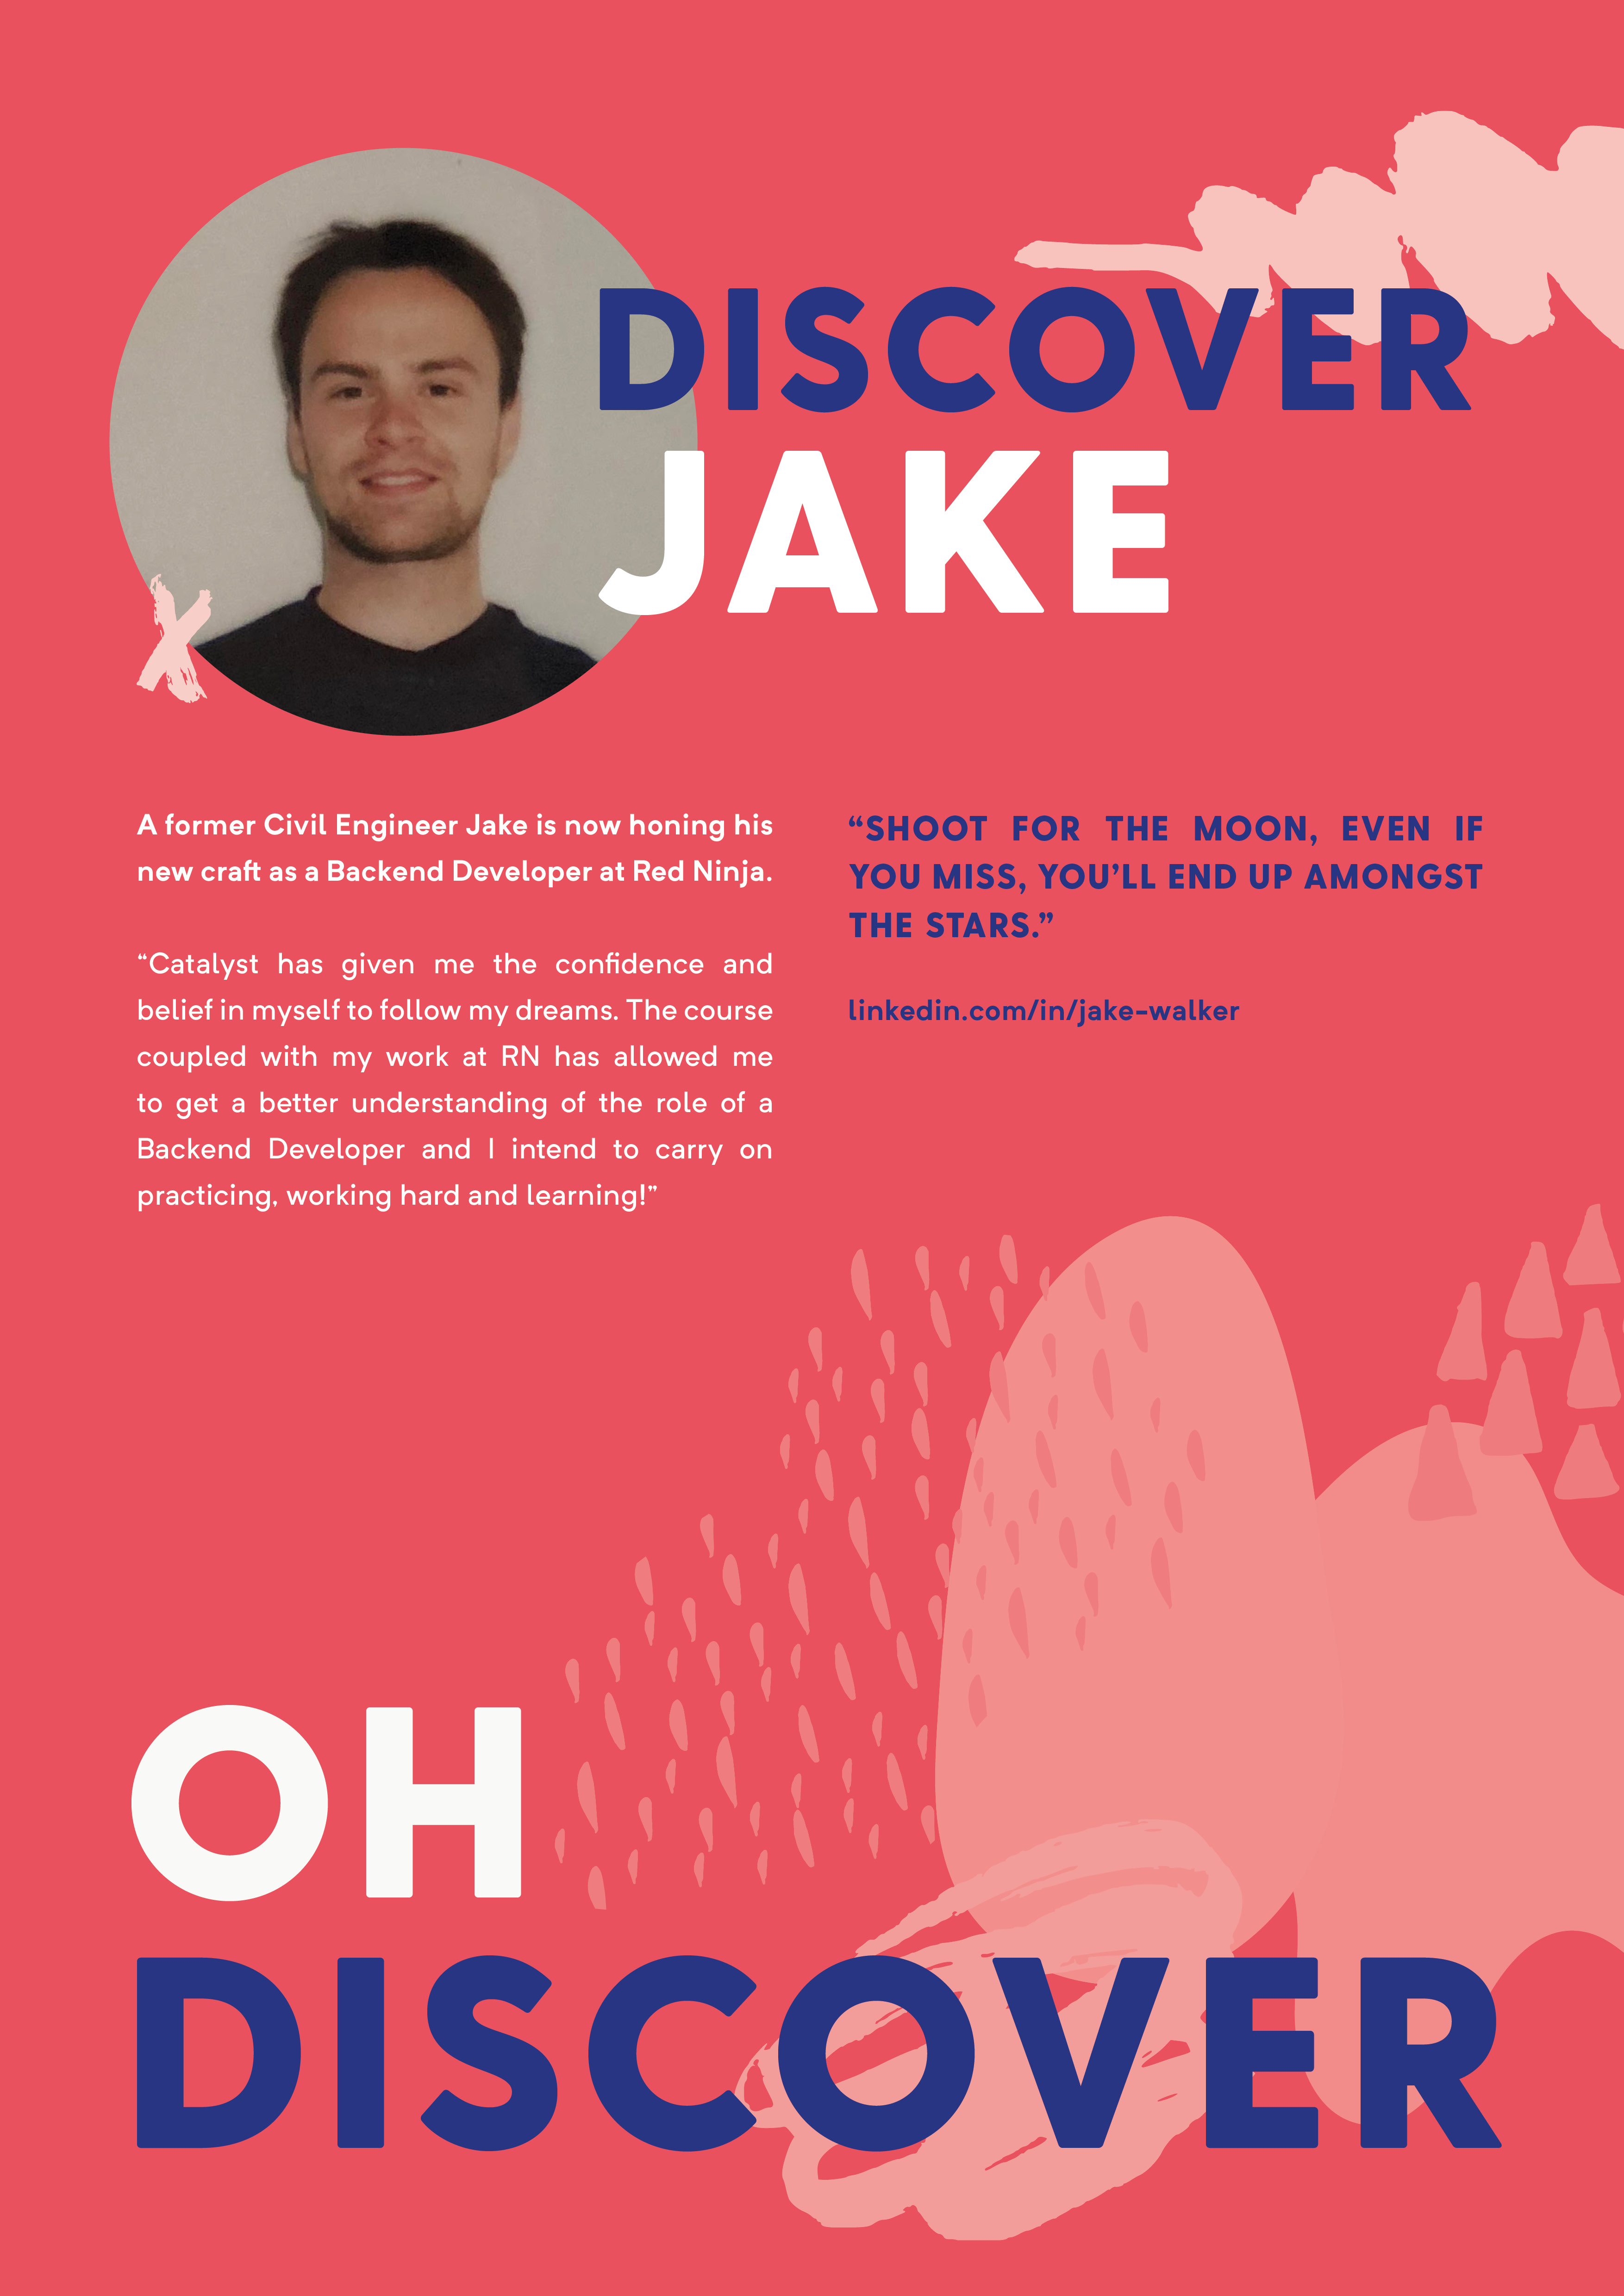 DISCOVER
JAKE
A former Civil Engineer Jake is now honing his
new craft as a Backend Developer at Red Ninja.
“Catalyst has given me the confidence and
belief in myself to follow my dreams. The course
coupled with my work at RN has allowed me
to get a better understanding of the role of a
Backend Developer and I intend to carry on
practicing, working hard and learning!”
“SHOOT FOR THE MOON, EVEN IF
YOU MISS, YOU’LL END UP AMONGST
THE STARS.”
linkedin.com/in/jake-walker
OH
DISCOVER